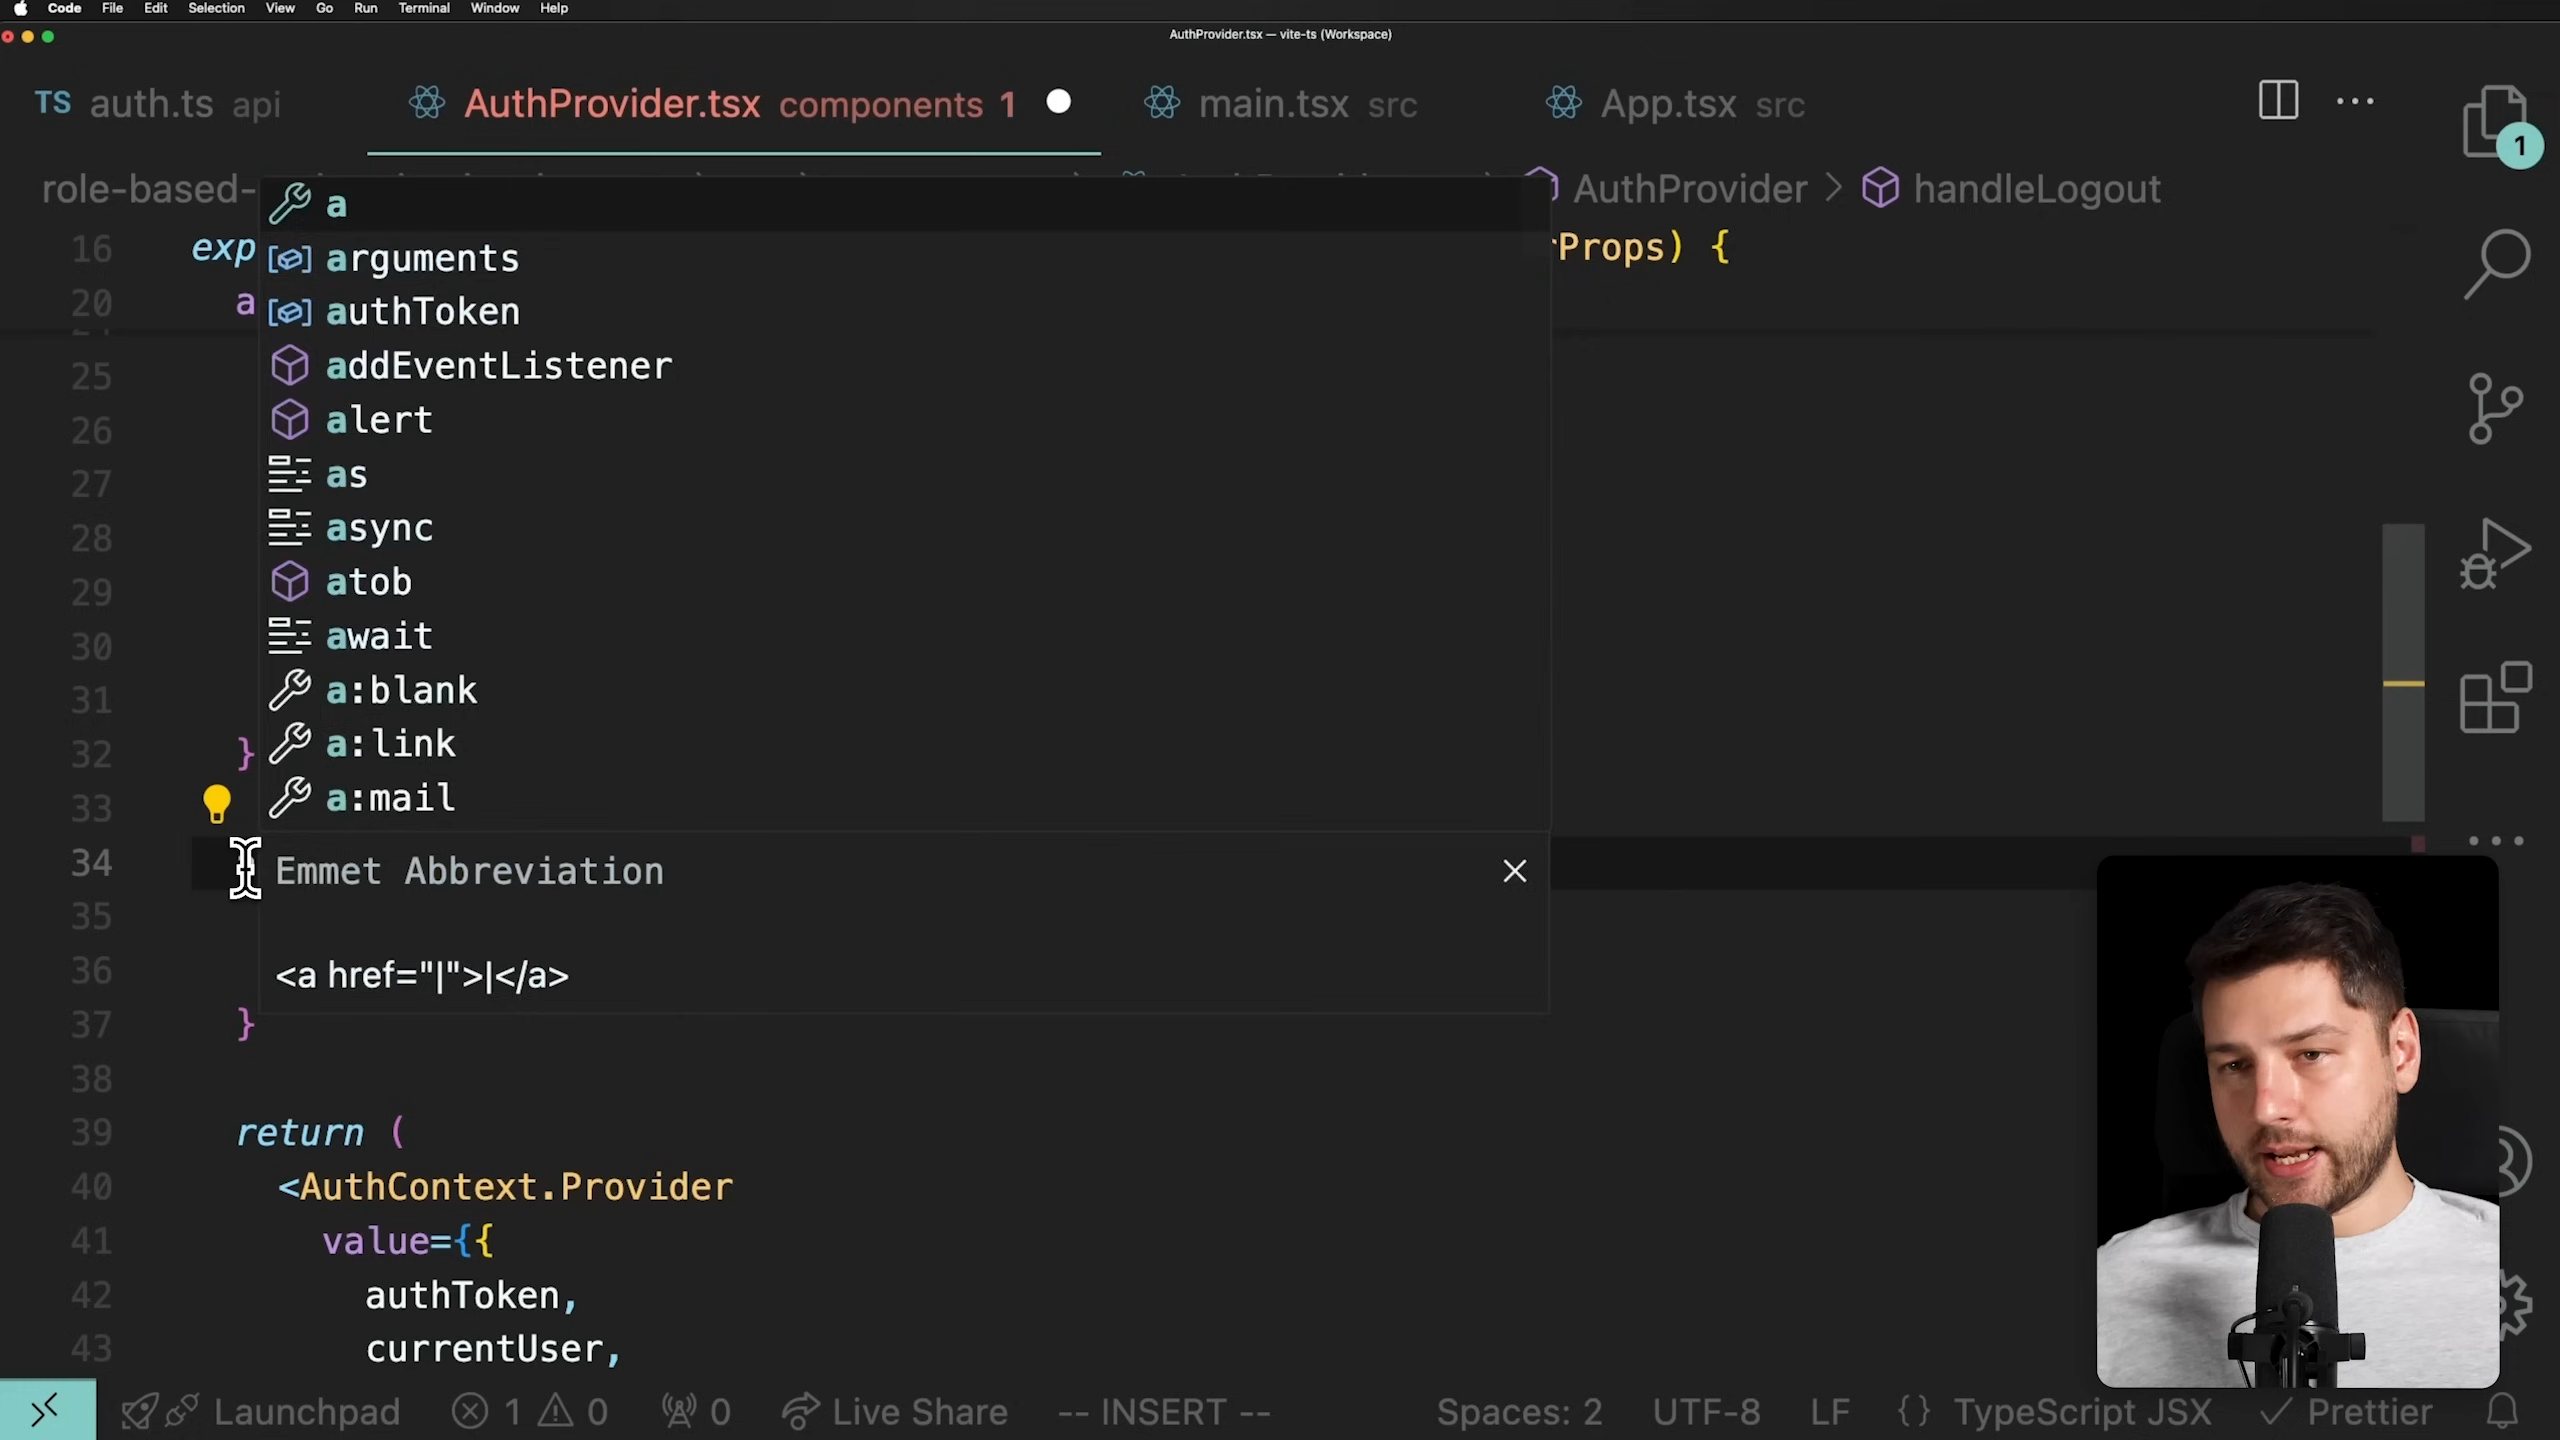 Code File Edit Selection View Go Run Terminal Window Help
AuthProvider.tsx — vite-ts (Workspace)
TS auth.ts api AuthProvider.tsx components 1 main.tsx src App.tsx src
1
role-based- AuthProvider > handleLogout
16 exp rProps) {
20 a
25
26
27
28
29
30
31
32 }
33
34
35
36
37 }
38
39 return (
40 <AuthContext.Provider
41 value={{
42 authToken,
43 currentUser,
a
arguments
authToken
addEventListener
alert
as
async
atob
await
a:blank
a:link
a:mail
Emmet Abbreviation
<a href="|">|</a>
Launchpad 1 0 0 Live Share -- INSERT -- Spaces: 2 UTF-8 LF {} TypeScript JSX Prettier